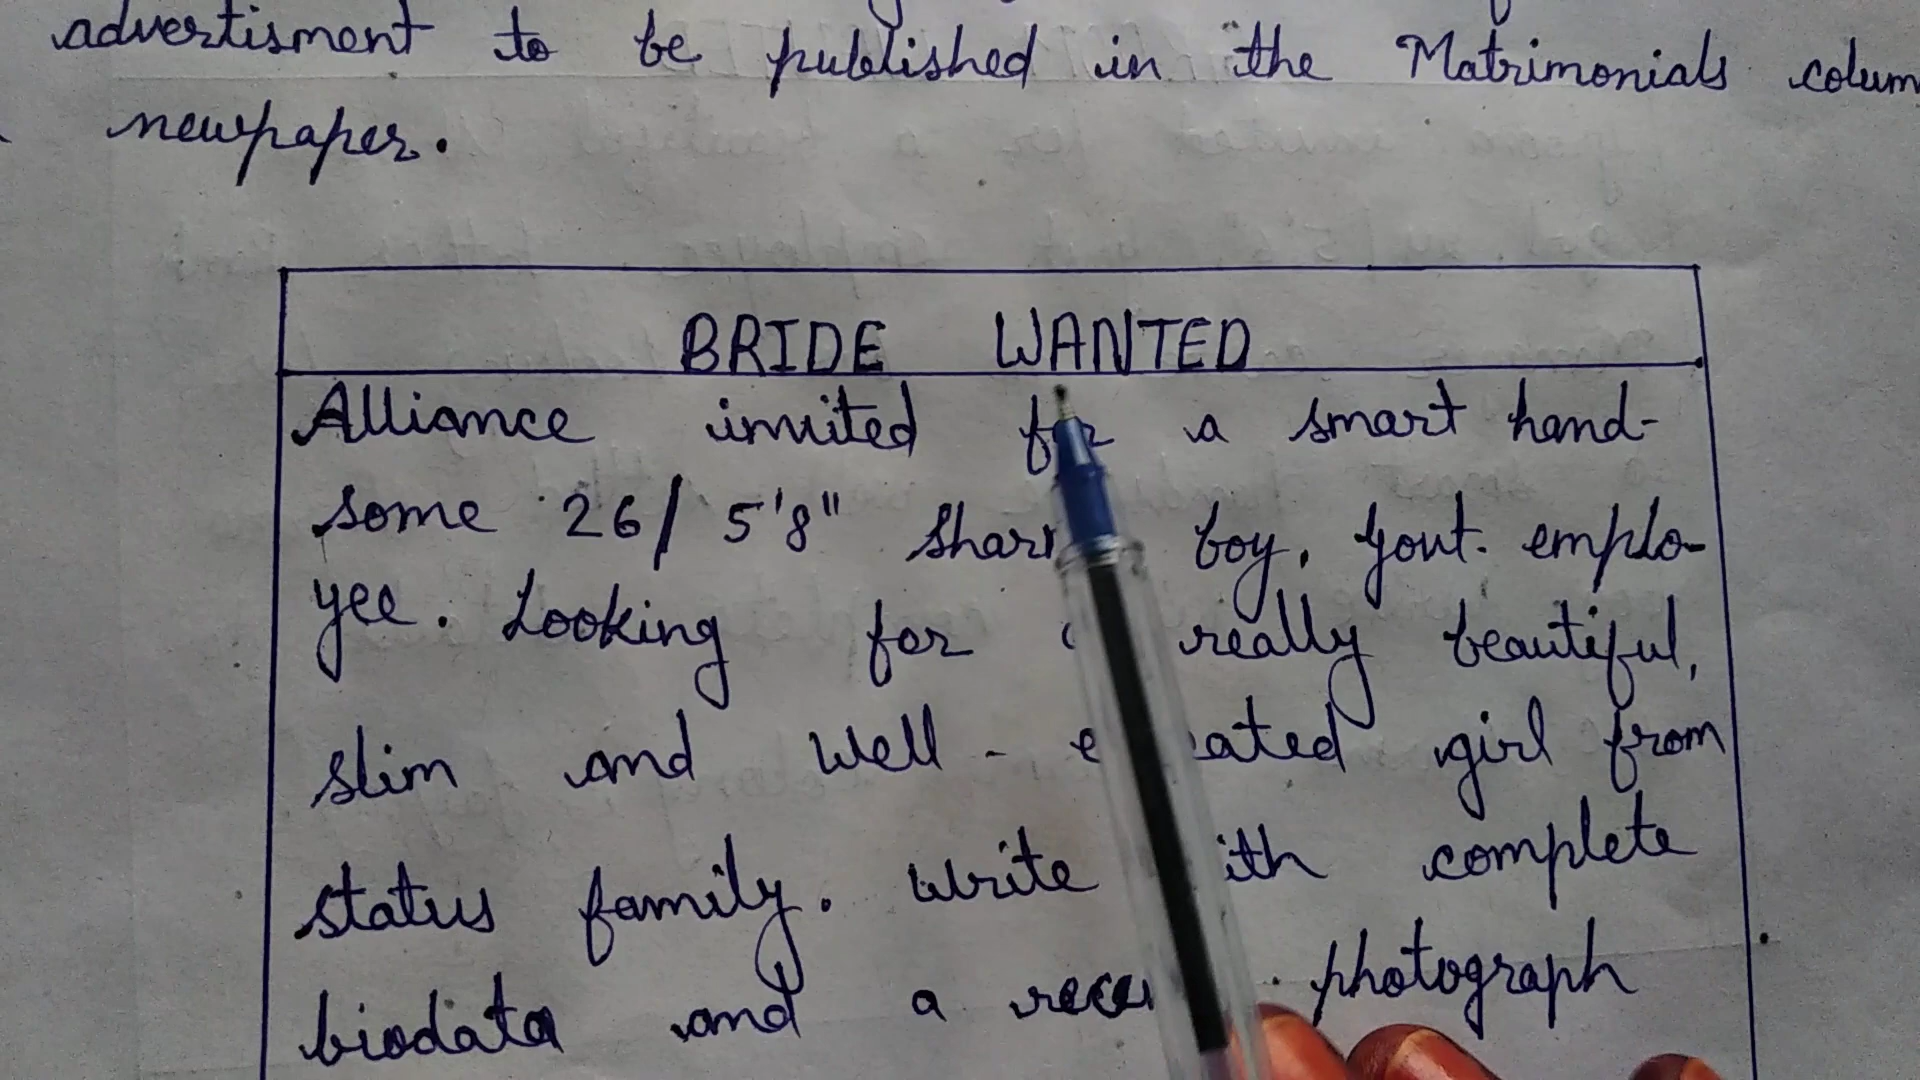 advertisment to be published in the Matrimonials
newpaper.
BRIDE WANTED
Alliance invited for a smart hand-
some 26/ 5'8" boy. Govt. emplo-
yee. Looking for really beautiful,
slim and well - girl from
status family. Write complete
biodata and a photograph